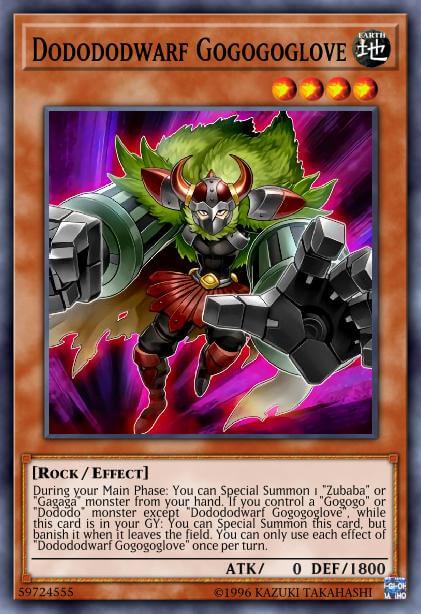 DODODODWARF GOGOGOGLOVE
EARTH
地
[ROCK / EFFECT]
During your Main Phase: You can Special Summon 1 "Zubaba" or
"Gagaga" monster from your hand. If you control a "Gogogo" or
"Dododo" monster except "Dodododwarf Gogogoglove", while
this card is in your GY: You can Special Summon this card, but
banish it when it leaves the field. You can only use each effect of
"Dodododwarf Gogogoglove" once per turn.
ATK/ 0 DEF/1800
59724555
©1996 KAZUKI TAKAHASHI